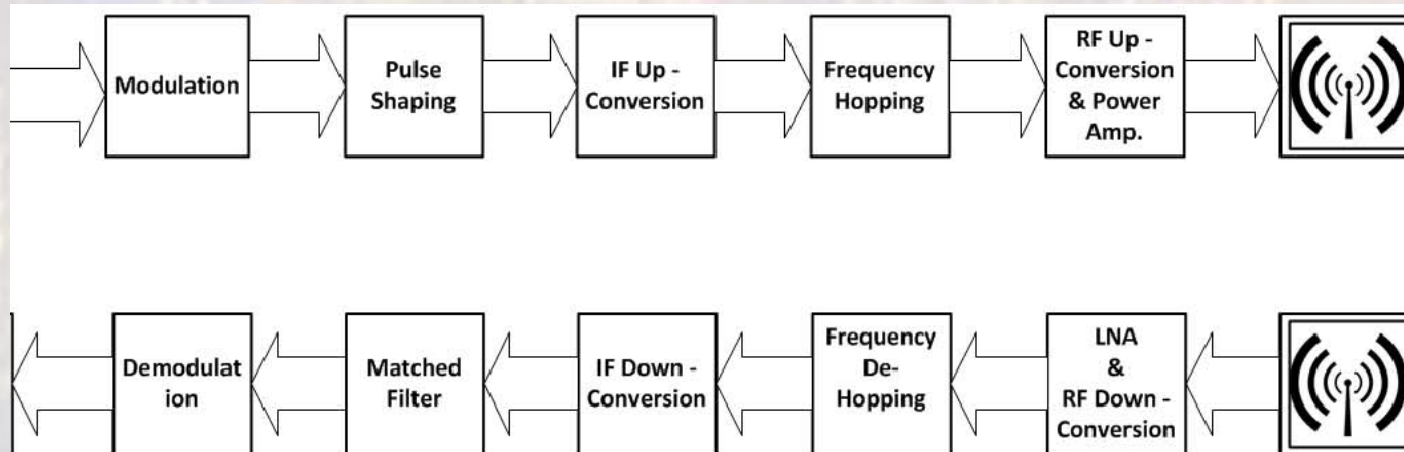 Modulation
Pulse
Shaping
IF Up -
Conversion
Frequency
Hopping
RF Up -
Conversion
& Power
Amp.
Demodulat
ion
Matched
Filter
IF Down -
Conversion
Frequency
De-
Hopping
LNA
&
RF Down -
Conversion